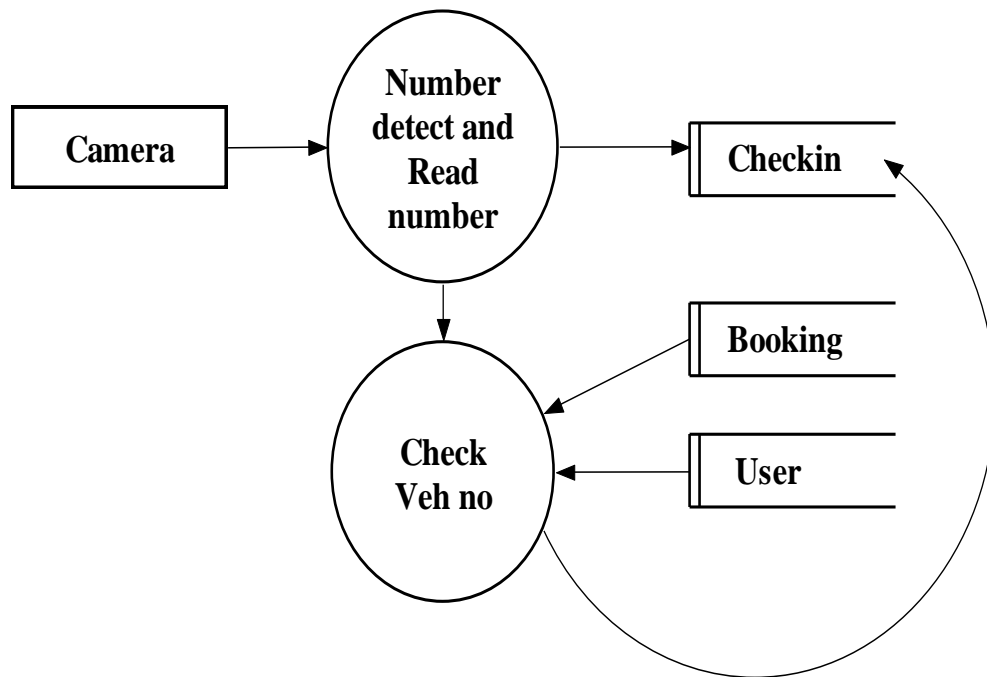 Camera
Number
detect and
Read
number
Checkin
Booking
User
Check
Veh no